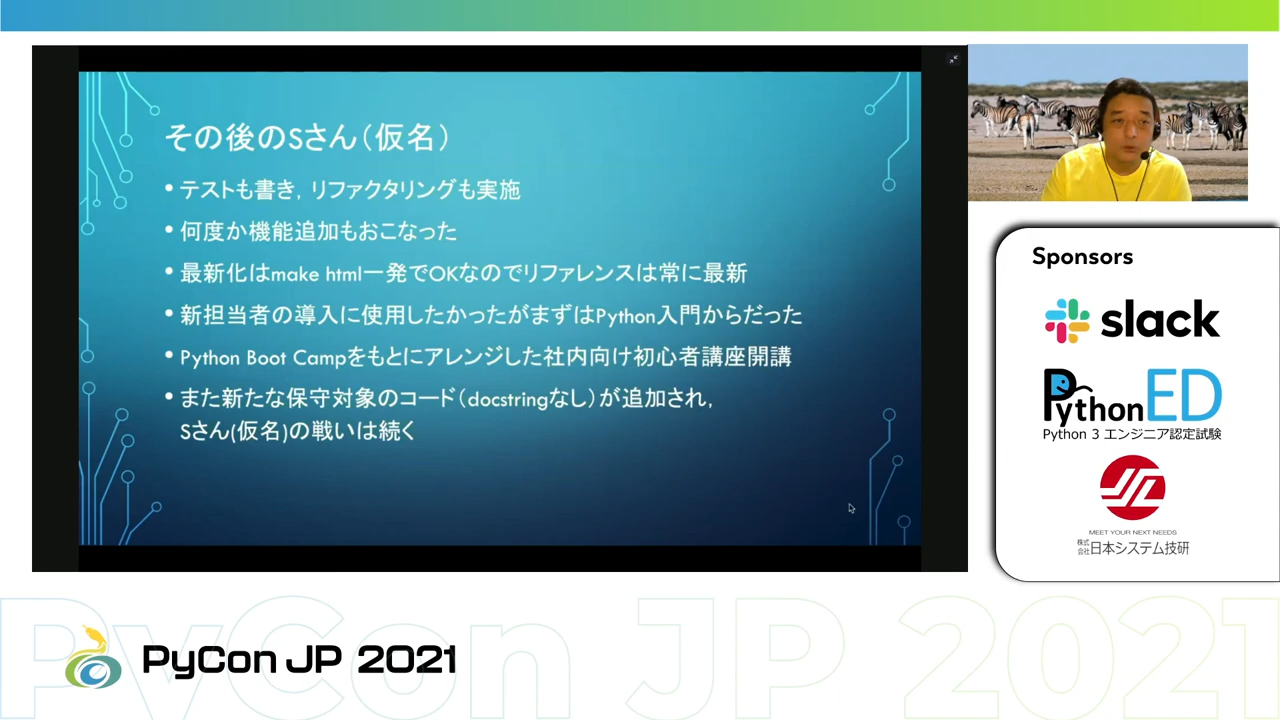 その後のSさん（仮名）
• テストも書き，リファクタリングも実施
• 何度か機能追加もおこなった
• 最新化はmake html一発でOKなのでリファレンスは常に最新
• 新担当者の導入に使用したかったがまずはPython入門からだった
• Python Boot Campをもとにアレンジした社内向け初心者講座開講
• また新たな保守対象のコード（docstringなし）が追加され，
Sさん(仮名)の戦いは続く
Sponsors
slack
PythonED
Python 3 エンジニア認定試験
MEET YOUR NEXT NEEDS
株式会社日本システム技研
PyCon JP 2021
PyCon JP 2021